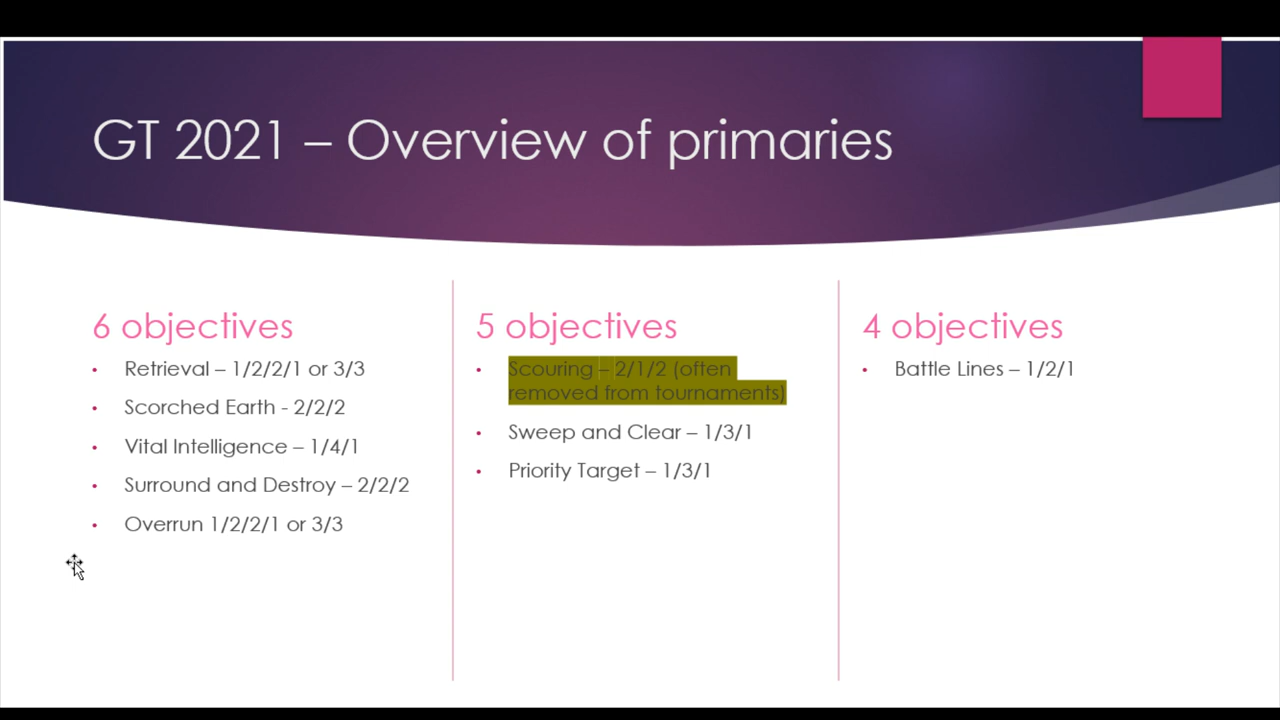 GT 2021 – Overview of primaries
6 objectives
• Retrieval – 1/2/2/1 or 3/3
• Scorched Earth - 2/2/2
• Vital Intelligence – 1/4/1
• Surround and Destroy – 2/2/2
• Overrun 1/2/2/1 or 3/3
5 objectives
• Scouring – 2/1/2 (often
removed from tournaments)
• Sweep and Clear – 1/3/1
• Priority Target – 1/3/1
4 objectives
• Battle Lines – 1/2/1